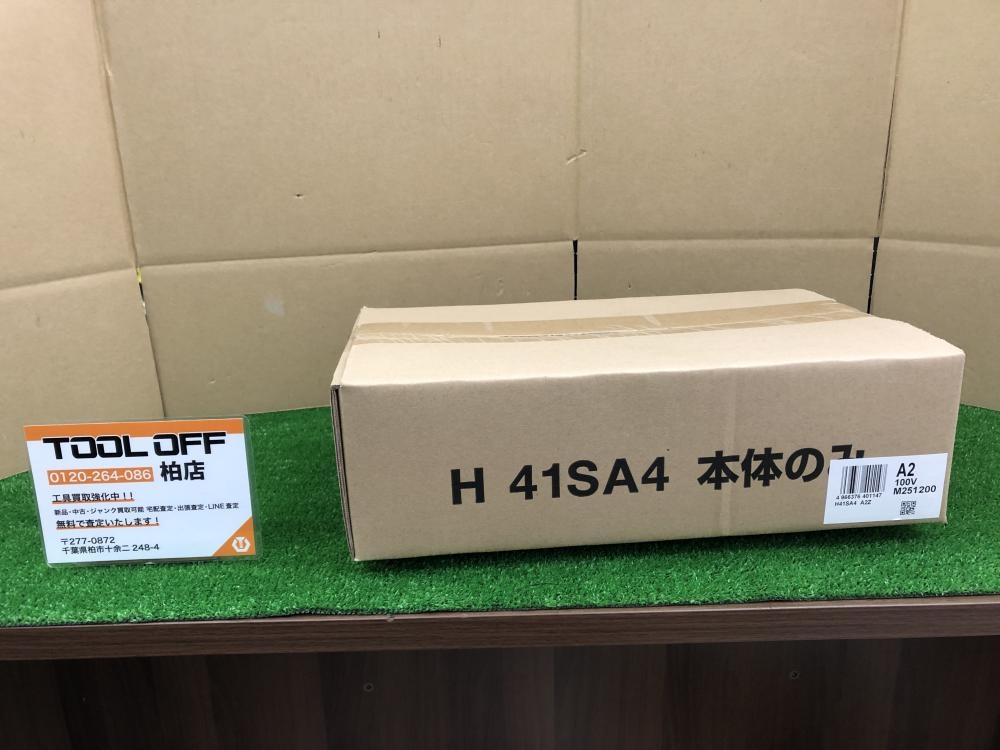 TOOL OFF
0120-264-086 柏店
工具買取強化中！！
新品・中古・ジャンク買取可能 宅配査定・出張査定・LINE査定
無料で査定いたします！
〒277-0872
千葉県柏市十余二 248-4
H 41SA4 本体のみ
A2
100V
M251200
4 966376 401147
H41SA4 A2Z